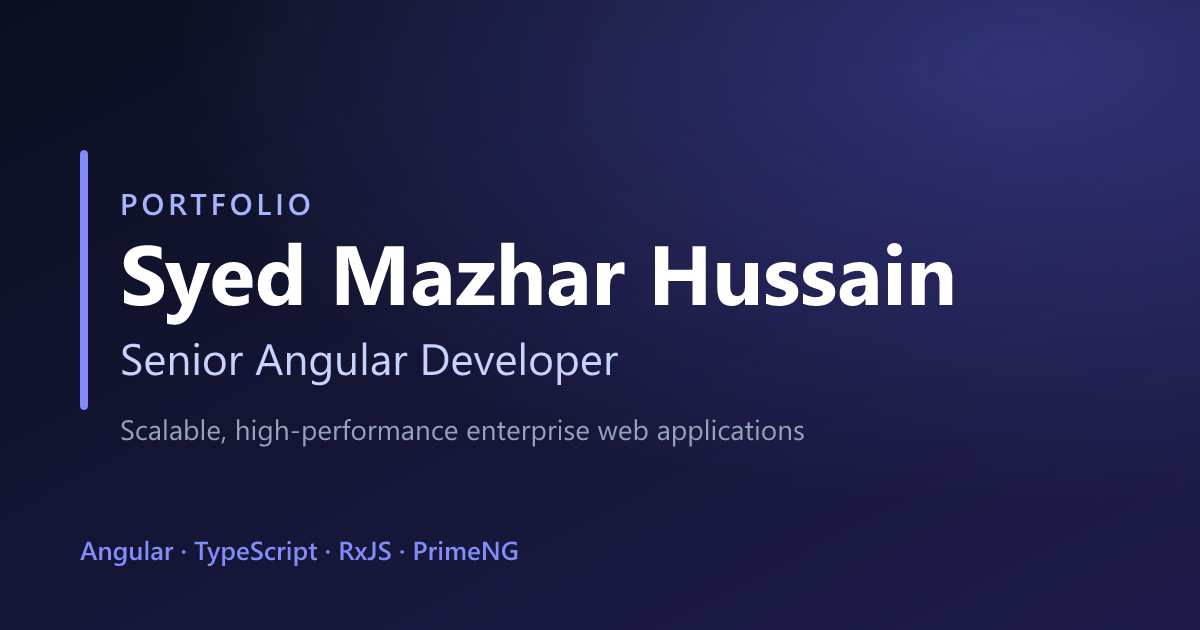 PORTFOLIO
Syed Mazhar Hussain
Senior Angular Developer
Scalable, high-performance enterprise web applications
Angular · TypeScript · RxJS · PrimeNG